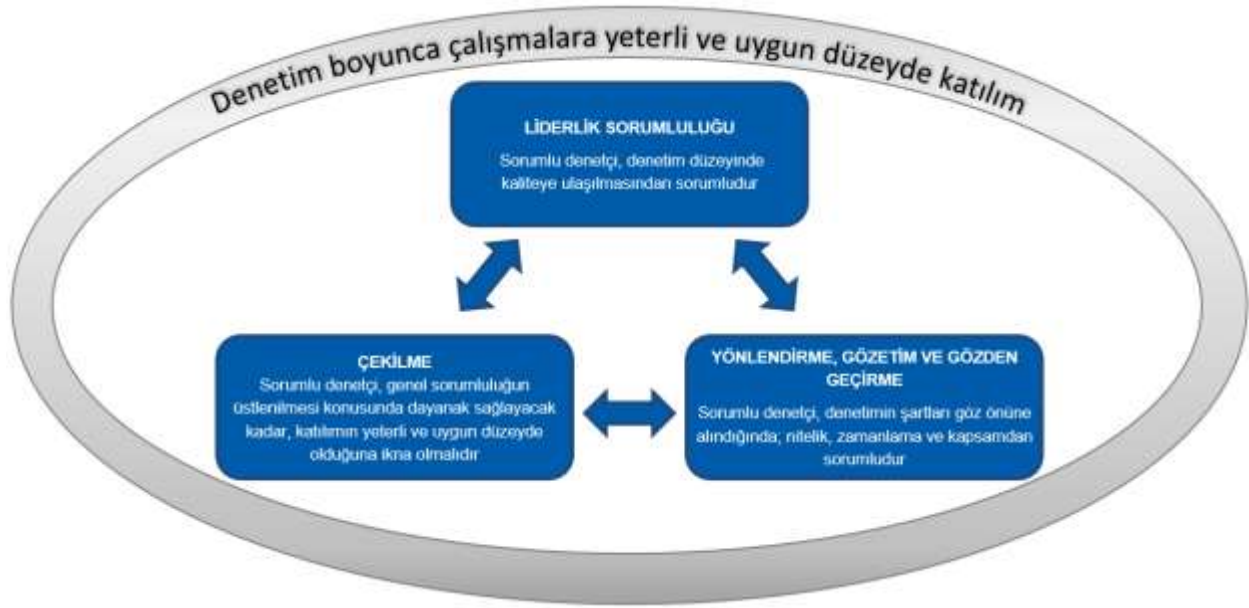 Denetim boyunca çalışmalara yeterli ve uygun düzeyde katılım
LİDERLİK SORUMLULUĞU
Sorumlu denetçi, denetim düzeyinde
kaliteye ulaşılmasından sorumludur
ÇEKİLME
Sorumlu denetçi, genel sorumluluğun
üstlenilmesi konusunda dayanak sağlayacak
kadar, katılımın yeterli ve uygun düzeyde
olduğuna ikna olmalıdır
YÖNLENDİRME, GÖZETİM VE GÖZDEN
GEÇİRME
Sorumlu denetçi, denetimin şartları göz önüne
alındığında; nitelik, zamanlama ve kapsamdan
sorumludur